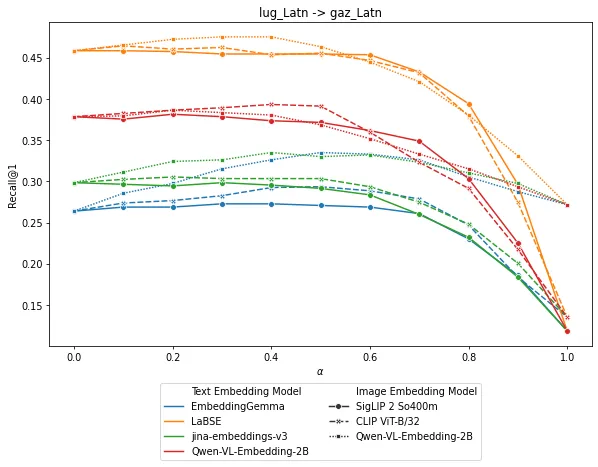 lug_Latn -> gaz_Latn
Recall@1
0.45
0.40
0.35
0.30
0.25
0.20
0.15
0.0 0.2 0.4 0.6 0.8 1.0
α
Text Embedding Model Image Embedding Model
EmbeddingGemma SigLIP 2 So400m
LaBSE CLIP ViT-B/32
jina-embeddings-v3 Qwen-VL-Embedding-2B
Qwen-VL-Embedding-2B